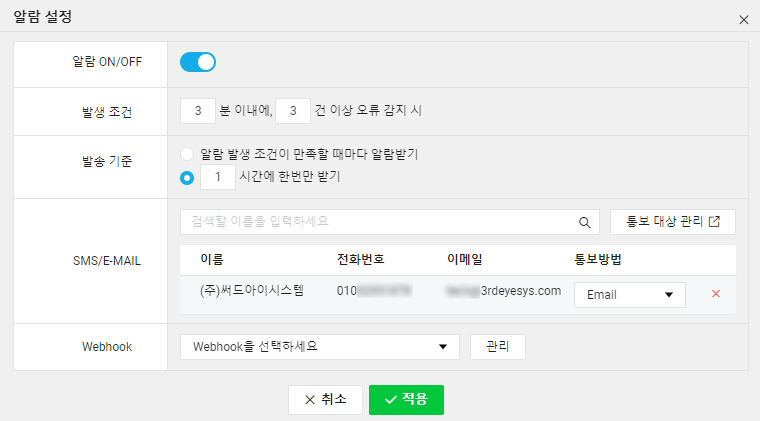 알람 설정
알람 ON/OFF
발생 조건
3 분 이내에, 3 건 이상 오류 감지 시
발송 기준
알람 발생 조건이 만족할 때마다 알람받기
1 시간에 한번만 받기
SMS/E-MAIL
검색할 이름을 입력하세요
통보 대상 관리
이름 전화번호 이메일 통보방법
(주)써드아이시스템 010 3rdeyesys.com Email
Webhook
Webhook을 선택하세요 관리
취소 적용